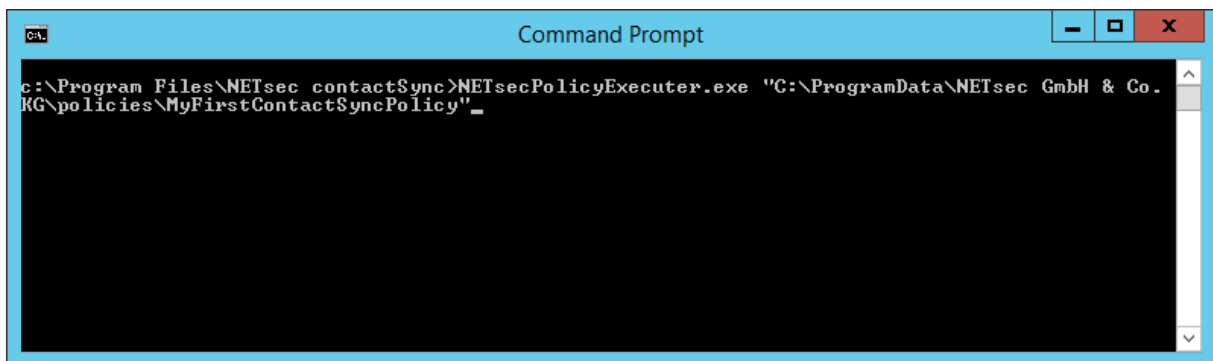 C:\.
Command Prompt
c:\Program Files\NETsec contactSync>NETsecPolicyExecuter.exe "C:\ProgramData\NETsec GmbH & Co.
KG\policies\MyFirstContactSyncPolicy"_